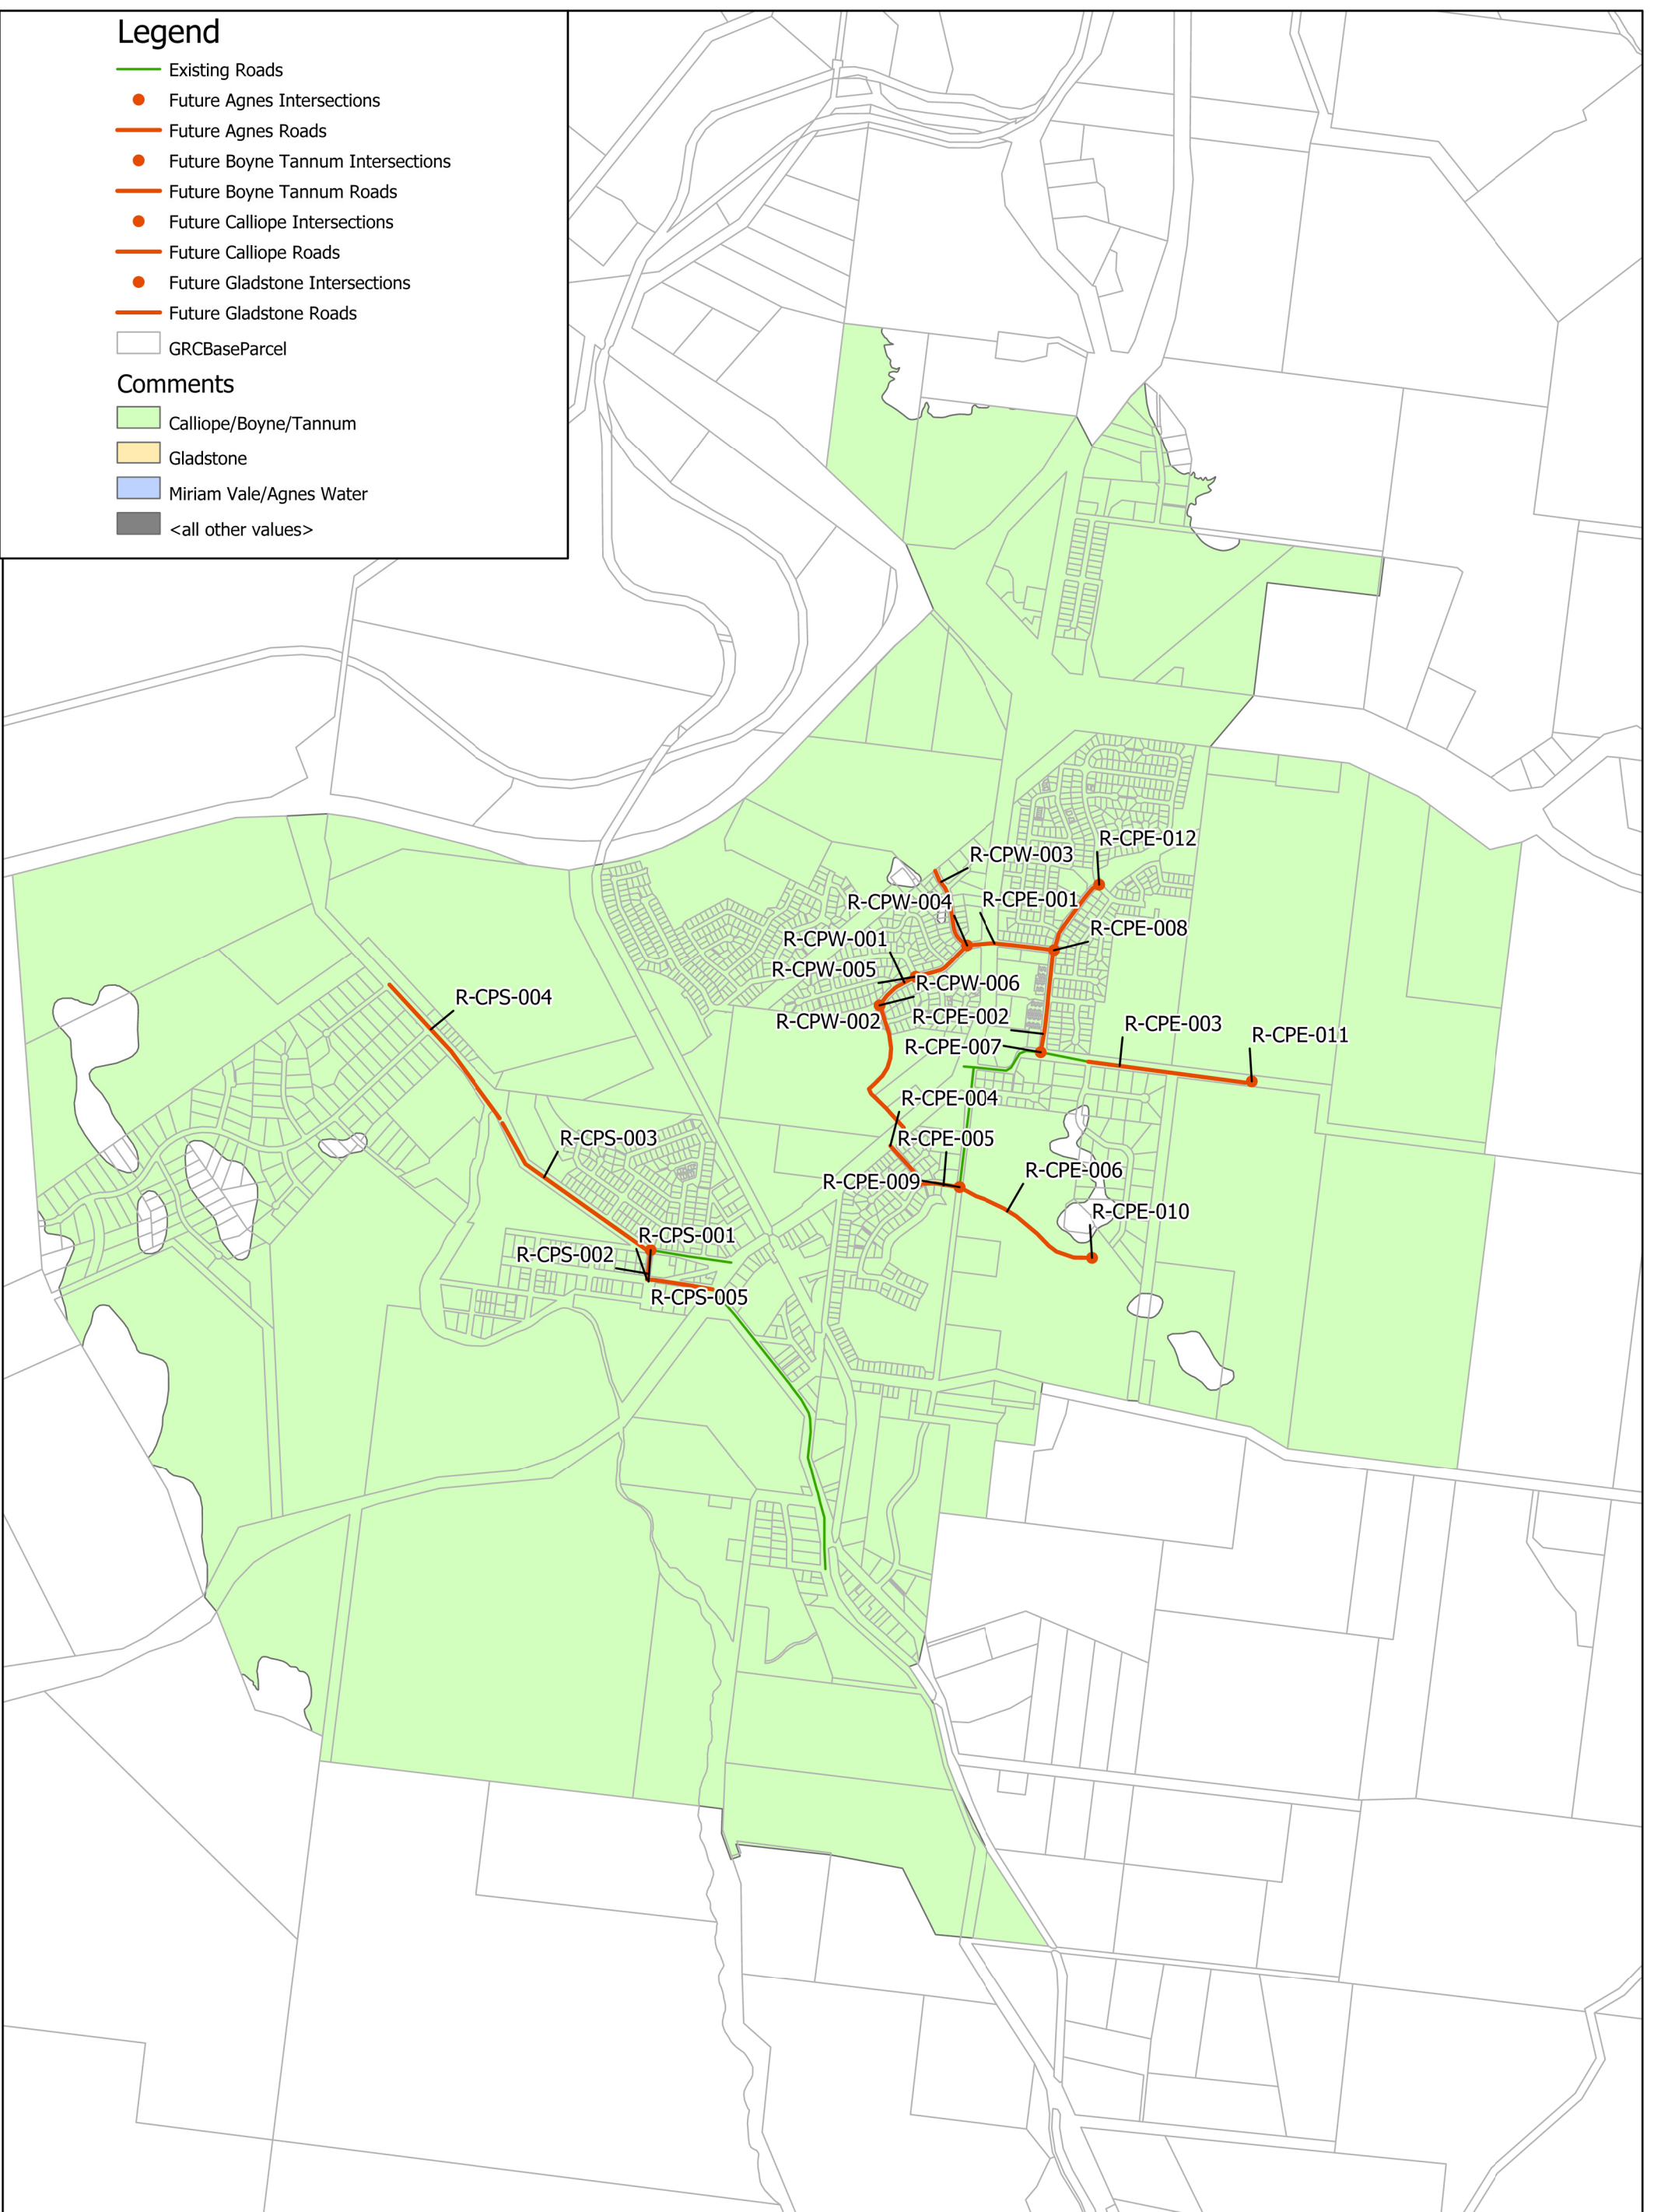 Legend
Existing Roads
Future Agnes Intersections
Future Agnes Roads
Future Boyne Tannum Intersections
Future Boyne Tannum Roads
Future Calliope Intersections
Future Calliope Roads
Future Gladstone Intersections
Future Gladstone Roads
GRCBaseParcel
Comments
Calliope/Boyne/Tannum
Gladstone
Miriam Vale/Agnes Water
<all other values>
R-CPE-012
R-CPW-003
R-CPW-004
R-CPE-001
R-CPE-008
R-CPW-001
R-CPW-005
R-CPW-006
R-CPS-004
R-CPW-002
R-CPE-002
R-CPE-003
R-CPE-011
R-CPE-007
R-CPE-004
R-CPS-003
R-CPE-005
R-CPE-006
R-CPE-009
R-CPE-010
R-CPS-001
R-CPS-002
R-CPS-005